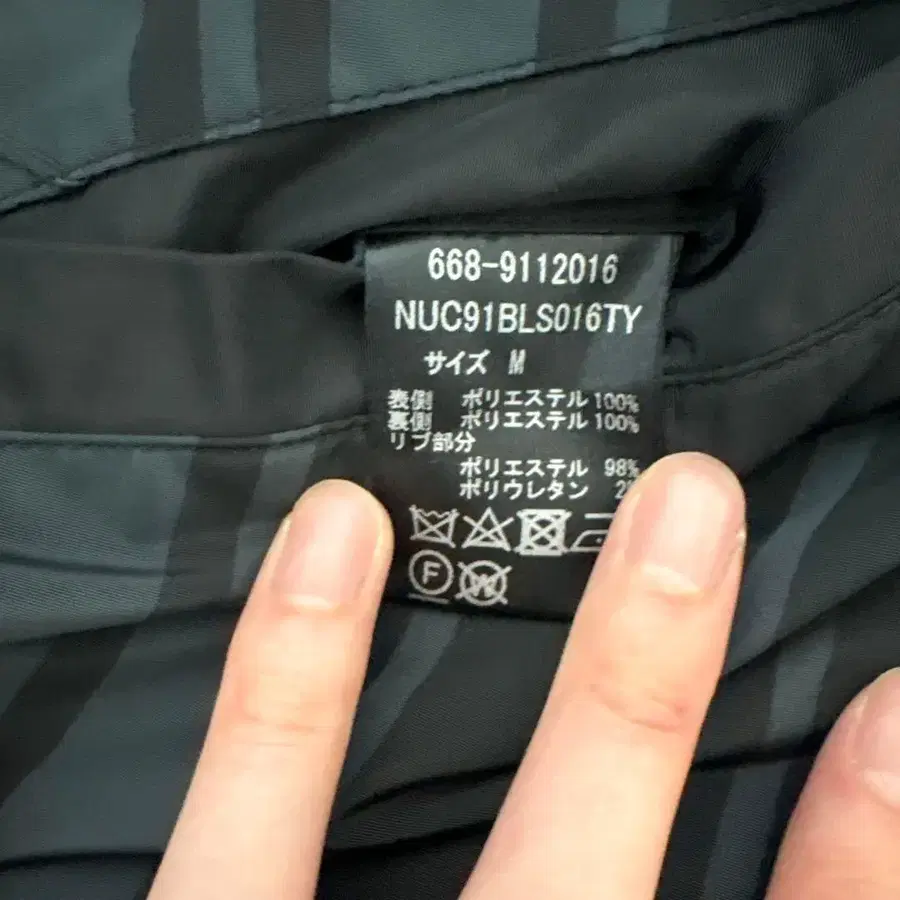 668-9112016
NUC91BLS016TY
サイズ M
表側 ポリエステル 100%
裏側 ポリエステル 100%
リブ部分
ポリエステル 98%
ポリウレタン 2
F
W